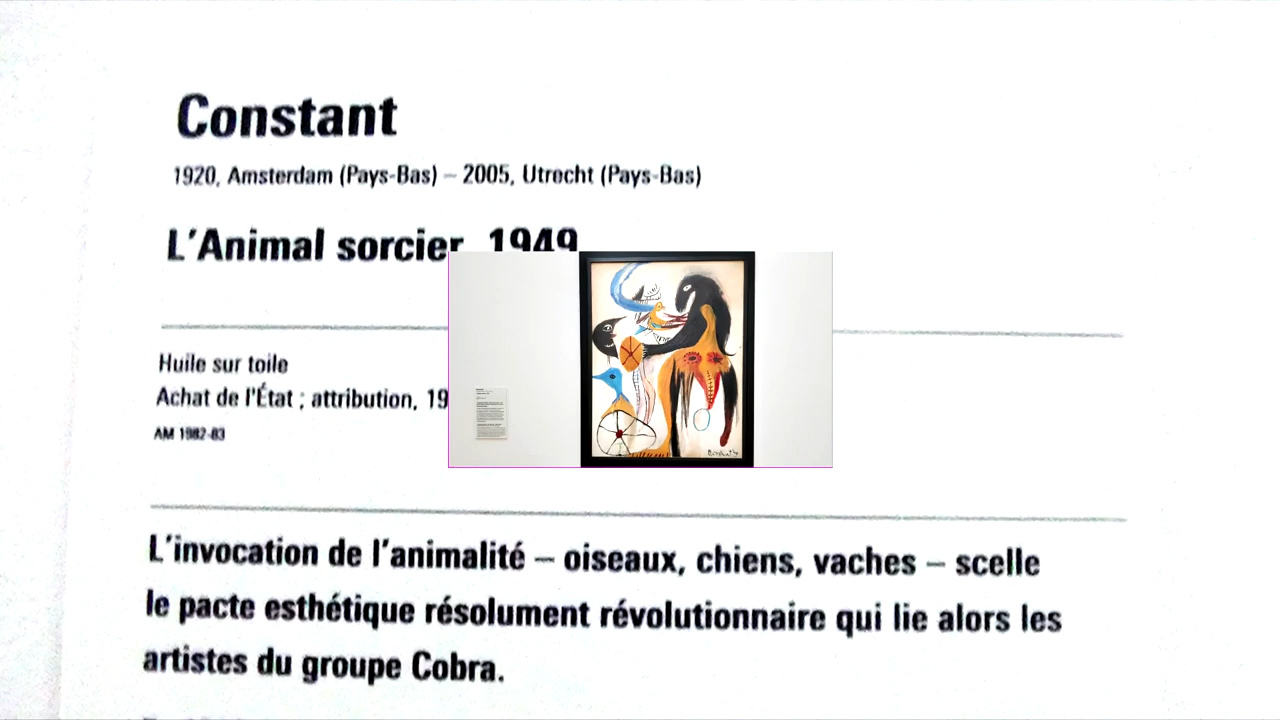 Constant
1920, Amsterdam (Pays-Bas) – 2005, Utrecht (Pays-Bas)
L'Animal sorcier, 1949
Huile sur toile
Achat de l'État ; attribution, 19
AM 1982-83
L'invocation de l'animalité – oiseaux, chiens, vaches – scelle
le pacte esthétique résolument révolutionnaire qui lie alors les
artistes du groupe Cobra.